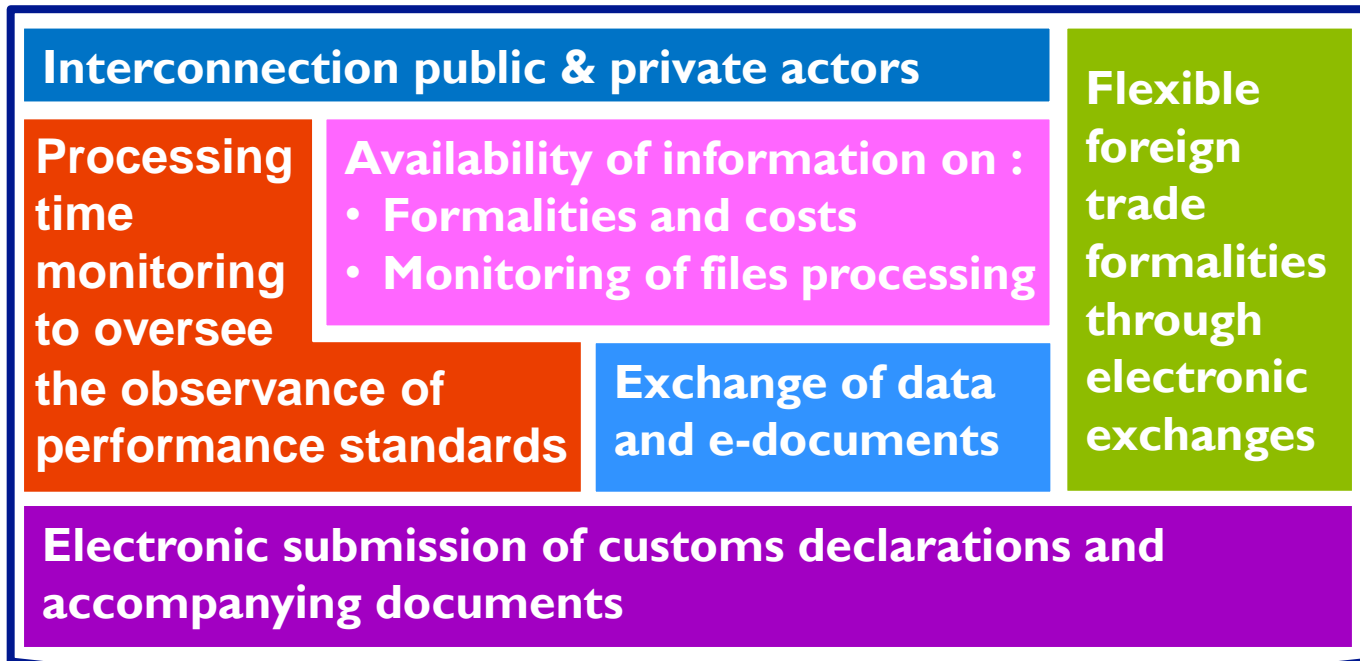 Interconnection public & private actors
Processing
time
monitoring
to oversee
the observance of
performance standards
Availability of information on :
• Formalities and costs
• Monitoring of files processing
Exchange of data
and e-documents
Flexible
foreign
trade
formalities
through
electronic
exchanges
Electronic submission of customs declarations and
accompanying documents